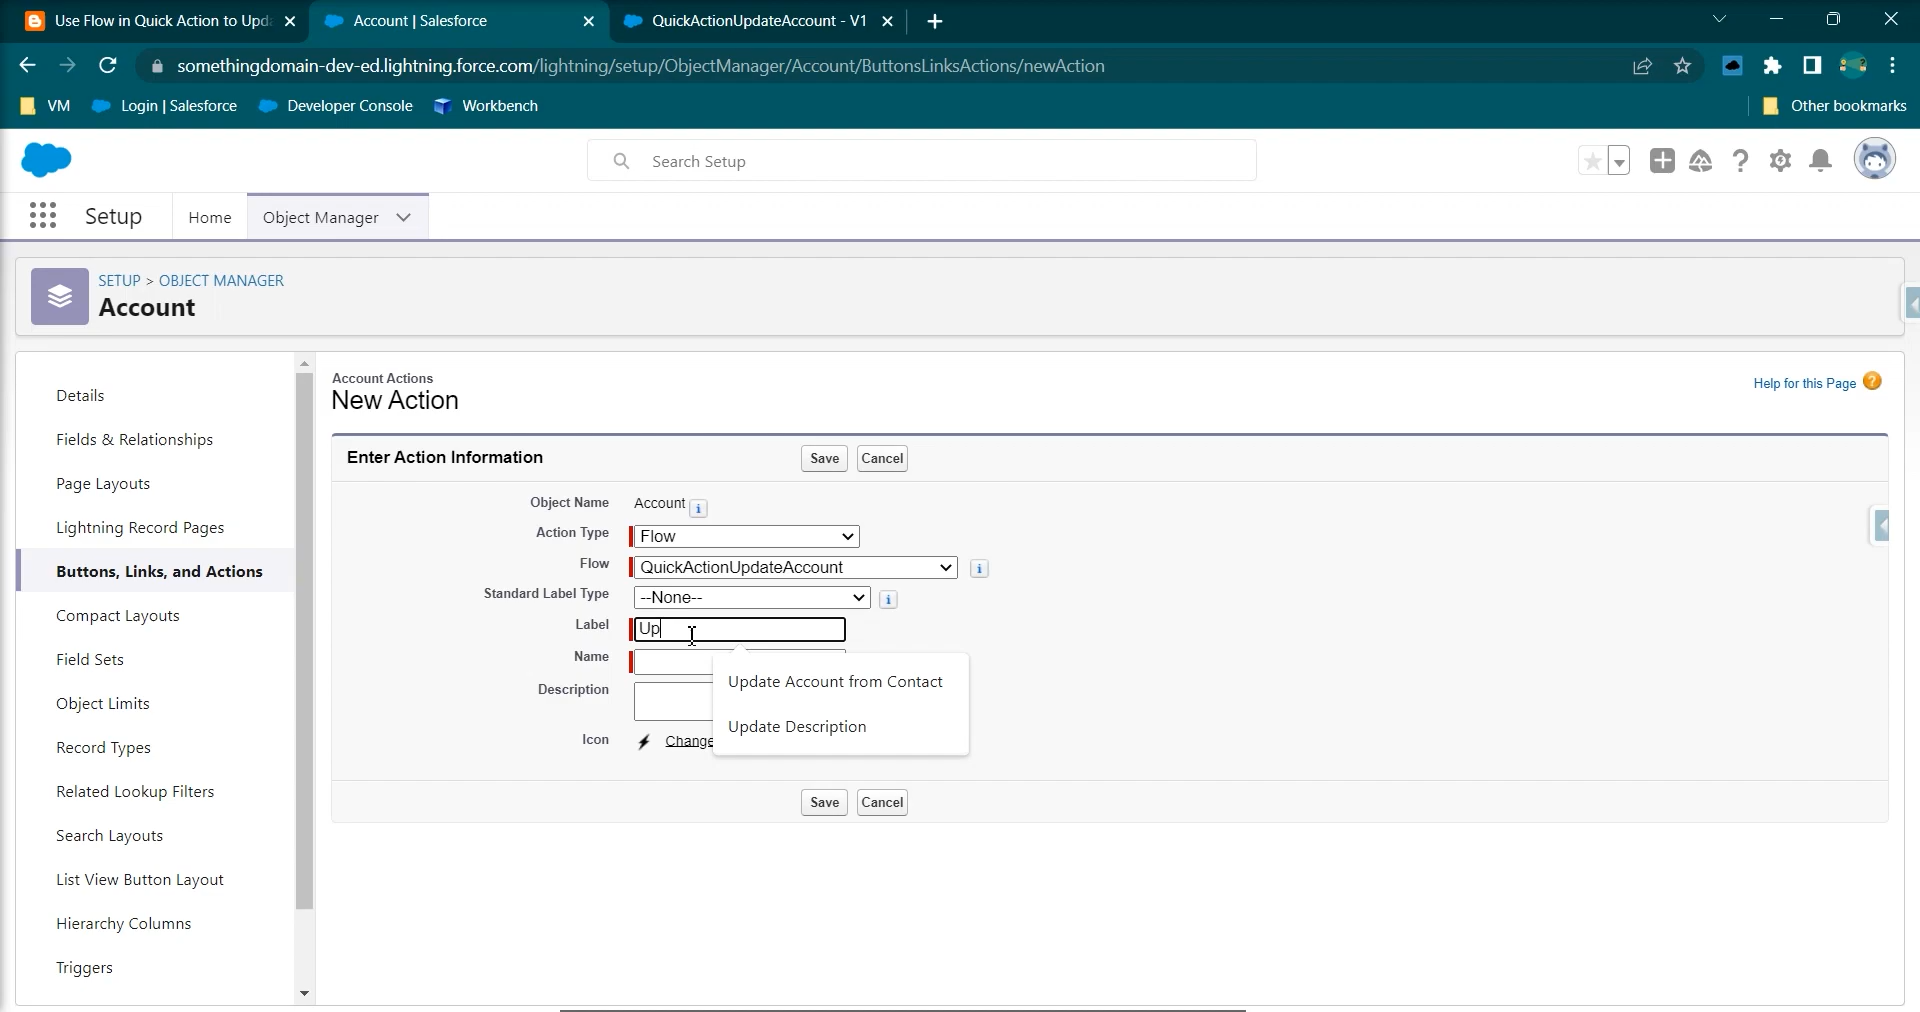 Use Flow in Quick Action to Upd
Account | Salesforce
QuickActionUpdateAccount - V1
somethingdomain-dev-ed.lightning.force.com/lightning/setup/ObjectManager/Account/ButtonsLinksActions/newAction
VM
Login | Salesforce
Developer Console
Workbench
Other bookmarks
Search Setup
Setup
Home
Object Manager
SETUP > OBJECT MANAGER
Account
Details
Fields & Relationships
Page Layouts
Lightning Record Pages
Buttons, Links, and Actions
Compact Layouts
Field Sets
Object Limits
Record Types
Related Lookup Filters
Search Layouts
List View Button Layout
Hierarchy Columns
Triggers
Account Actions
New Action
Help for this Page ?
Enter Action Information
Save Cancel
Object Name Account i
Action Type Flow
Flow QuickActionUpdateAccount i
Standard Label Type --None-- i
Label Up
Name
Update Account from Contact
Description
Update Description
Icon Change
Save Cancel